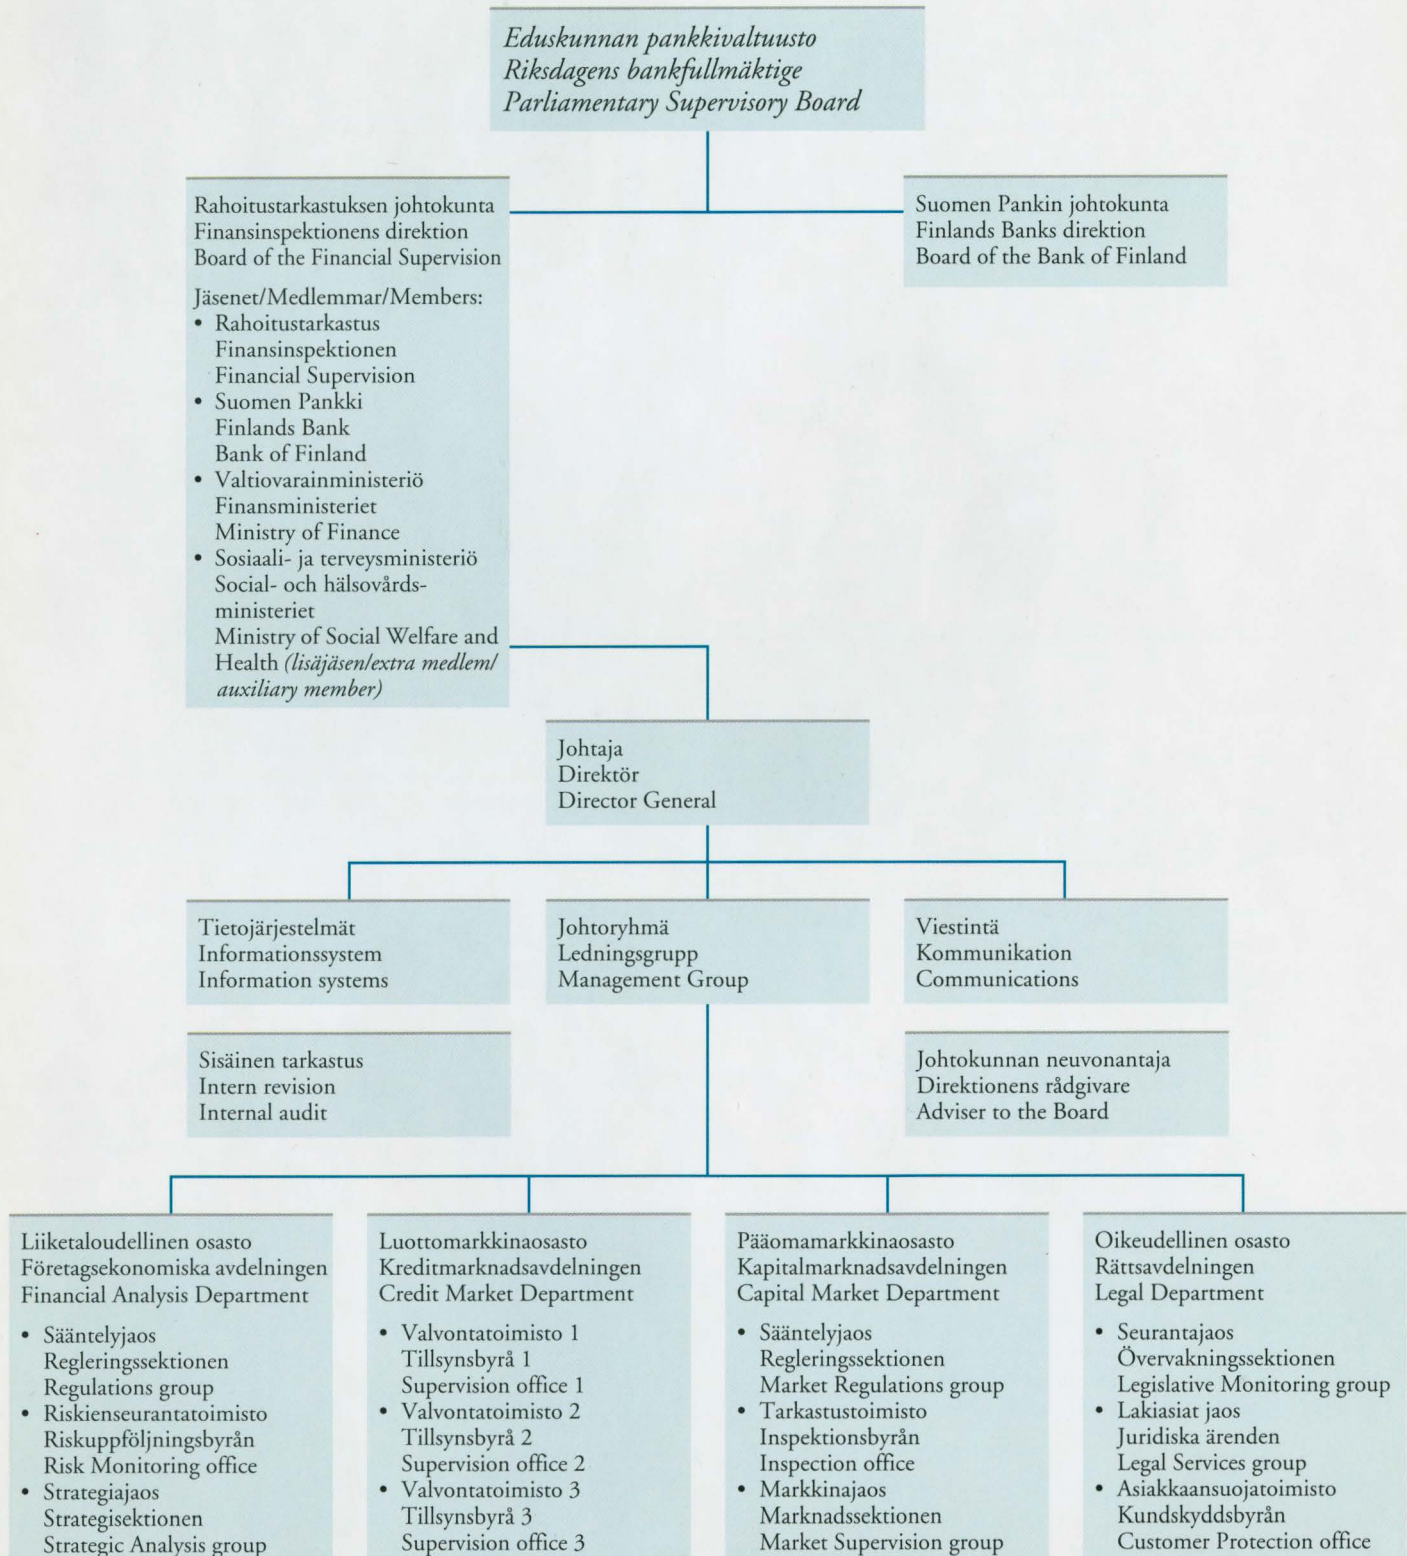 Eduskunnan pankkivaltuusto
Riksdagens bankfullmäktige
Parliamentary Supervisory Board
Rahoitustarkastuksen johtokunta
Finansinspektionens direktion
Board of the Financial Supervision
Jäsenet/Medlemmar/Members:
• Rahoitustarkastus
Finansinspektionen
Financial Supervision
• Suomen Pankki
Finlands Bank
Bank of Finland
• Valtiovarainministeriö
Finansministeriet
Ministry of Finance
• Sosiaali- ja terveysministeriö
Social- och hälsovårds-
ministeriet
Ministry of Social Welfare and
Health (lisäjäsen/extra medlem/
auxiliary member)
Suomen Pankin johtokunta
Finlands Banks direktion
Board of the Bank of Finland
Johtaja
Direktör
Director General
Tietojärjestelmät
Informationssystem
Information systems
Johtoryhmä
Ledningsgrupp
Management Group
Viestintä
Kommunikation
Communications
Sisäinen tarkastus
Intern revision
Internal audit
Johtokunnan neuvonantaja
Direktionens rådgivare
Adviser to the Board
Liiketaloudellinen osasto
Företagsekonomiska avdelningen
Financial Analysis Department
• Sääntelyjaos
Regleringssektionen
Regulations group
• Riskienseurantatoimisto
Riskuppföljningsbyrån
Risk Monitoring office
• Strategiajaos
Strategisektionen
Strategic Analysis group
Luottomarkkinaosasto
Kreditmarknadsavdelningen
Credit Market Department
• Valvontatoimisto 1
Tillsynsbyrå 1
Supervision office 1
• Valvontatoimisto 2
Tillsynsbyrå 2
Supervision office 2
• Valvontatoimisto 3
Tillsynsbyrå 3
Supervision office 3
Pääomamarkkinaosasto
Kapitalmarknadsavdelningen
Capital Market Department
• Sääntelyjaos
Regleringssektionen
Market Regulations group
• Tarkastustoimisto
Inspektionsbyrån
Inspection office
• Markkinajaos
Marknadssektionen
Market Supervision group
Oikeudellinen osasto
Rättsavdelningen
Legal Department
• Seurantajaos
Övervakningssektionen
Legislative Monitoring group
• Lakiasiat jaos
Juridiska ärenden
Legal Services group
• Asiakkaansuojatoimisto
Kundskyddsbyrån
Customer Protection office